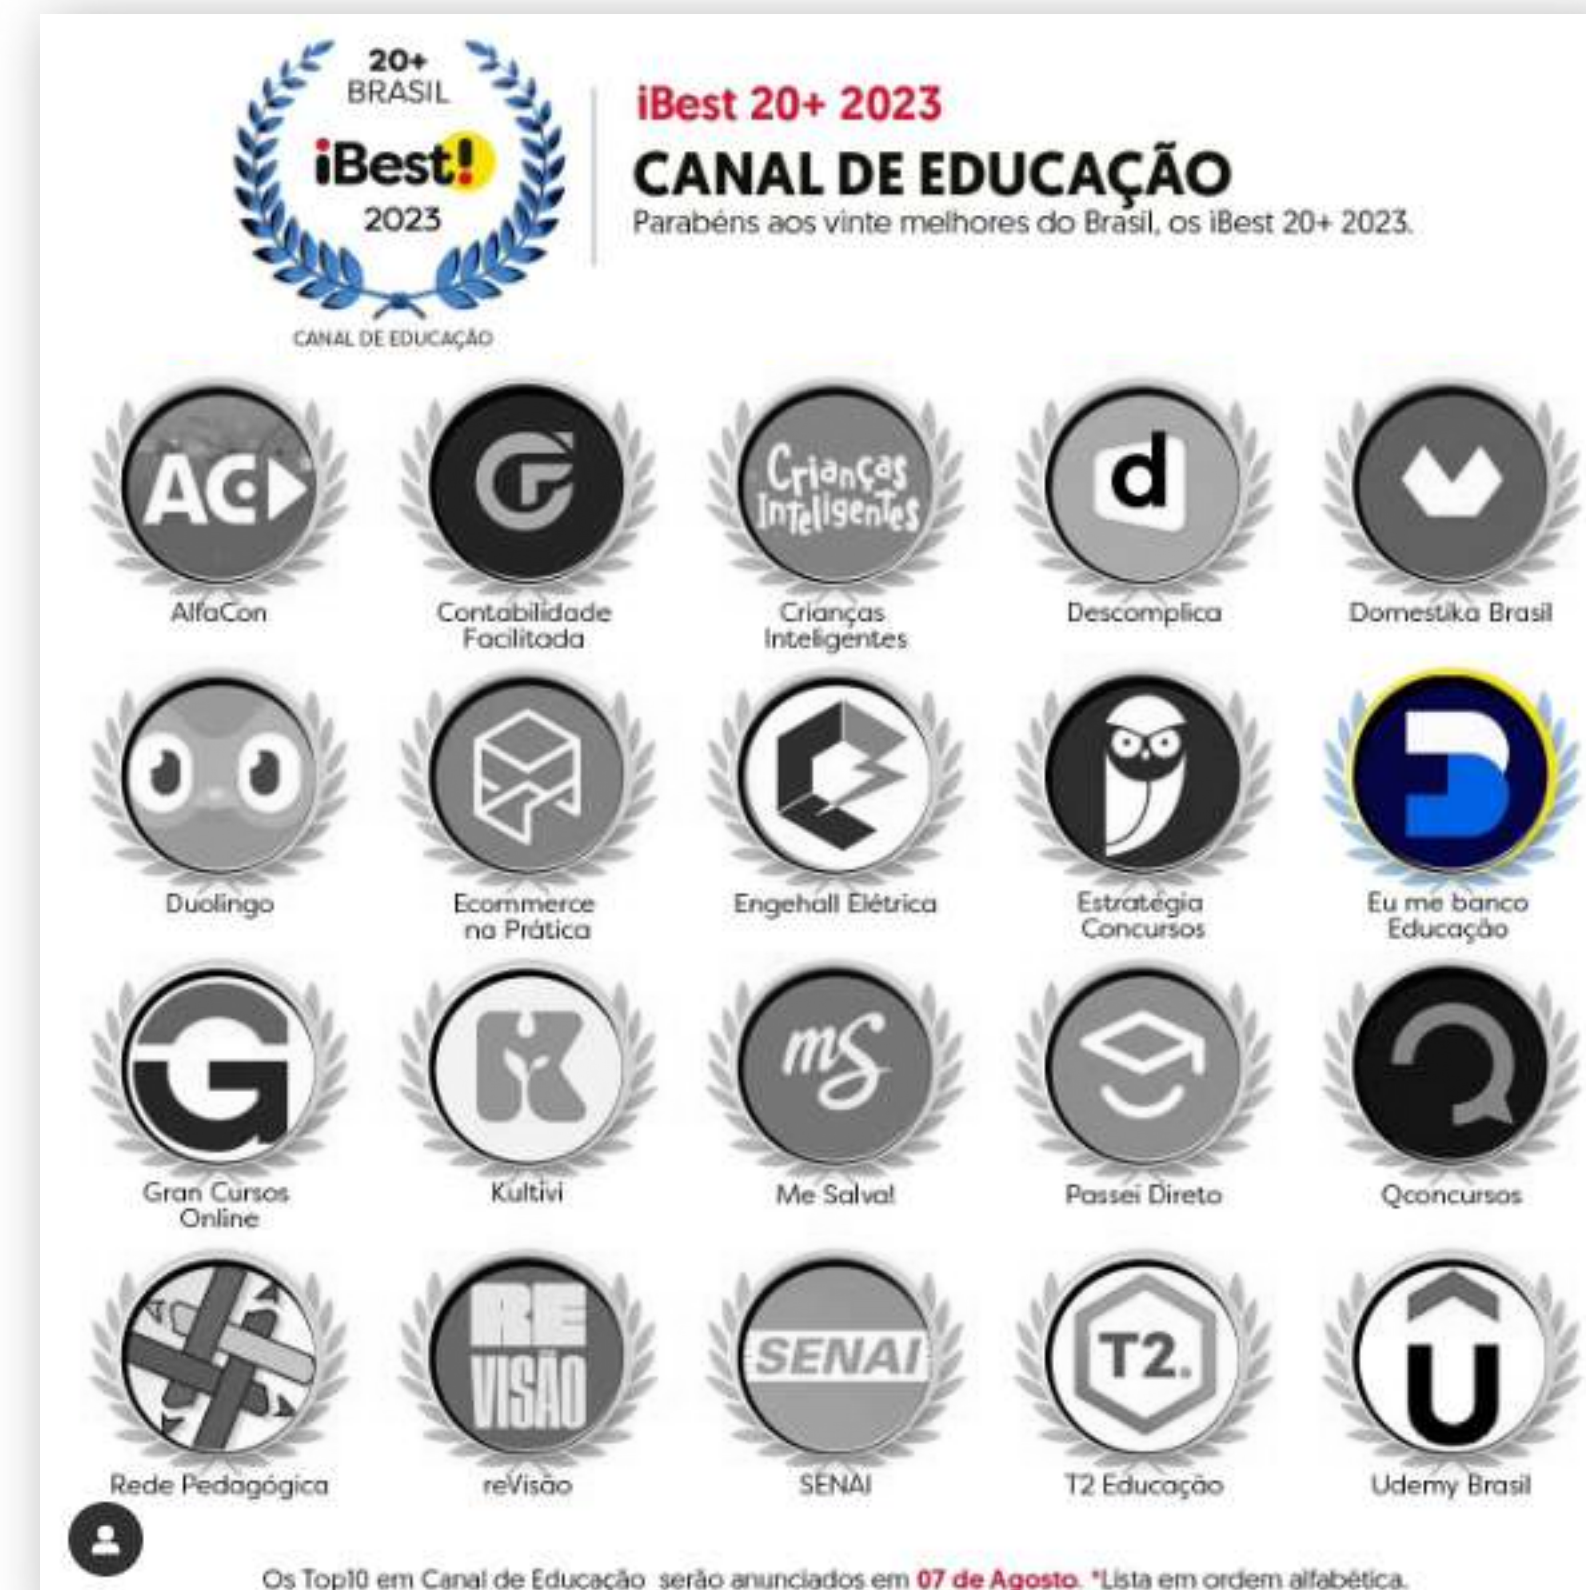 20+
BRASIL
iBest!
2023
CANAL DE EDUCAÇÃO
iBest 20+ 2023
CANAL DE EDUCAÇÃO
Parabéns aos vinte melhores do Brasil, os iBest 20+ 2023.
AC
Crianças
Inteligentes
d
AlfaCon
Contabilidade
Facilitada
Crianças
Inteligentes
Descomplica
Domestika Brasil
Duolingo
Ecommerce
na Prática
Engehall Elétrica
Estratégia
Concursos
Eu me banco
Educação
G
K
mS
Gran Cursos
Online
Kultivi
Me Salva!
Passei Direto
Qconcursos
RE
VISÃO
SENAI
T2.
U
Rede Pedagógica
reVisão
SENAI
T2 Educação
Udemy Brasil
Os Top10 em Canal de Educação serão anunciados em 07 de Agosto. *Lista em ordem alfabética.